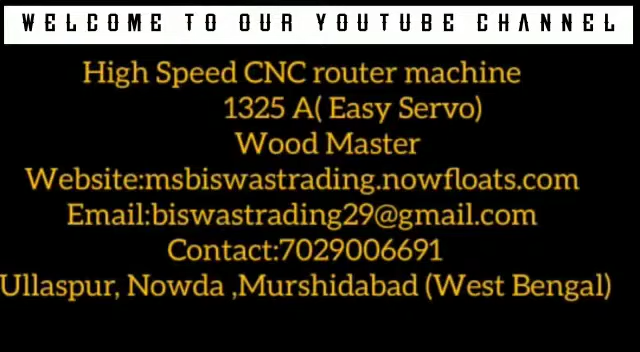 WELCOME TO OUR YOUTUBE CHANNEL
High Speed CNC router machine
1325 A( Easy Servo)
Wood Master
Website:msbiswastrading.nowfloats.com
Email:biswastrading29@gmail.com
Contact:7029006691
Ullaspur, Nowda ,Murshidabad (West Bengal)